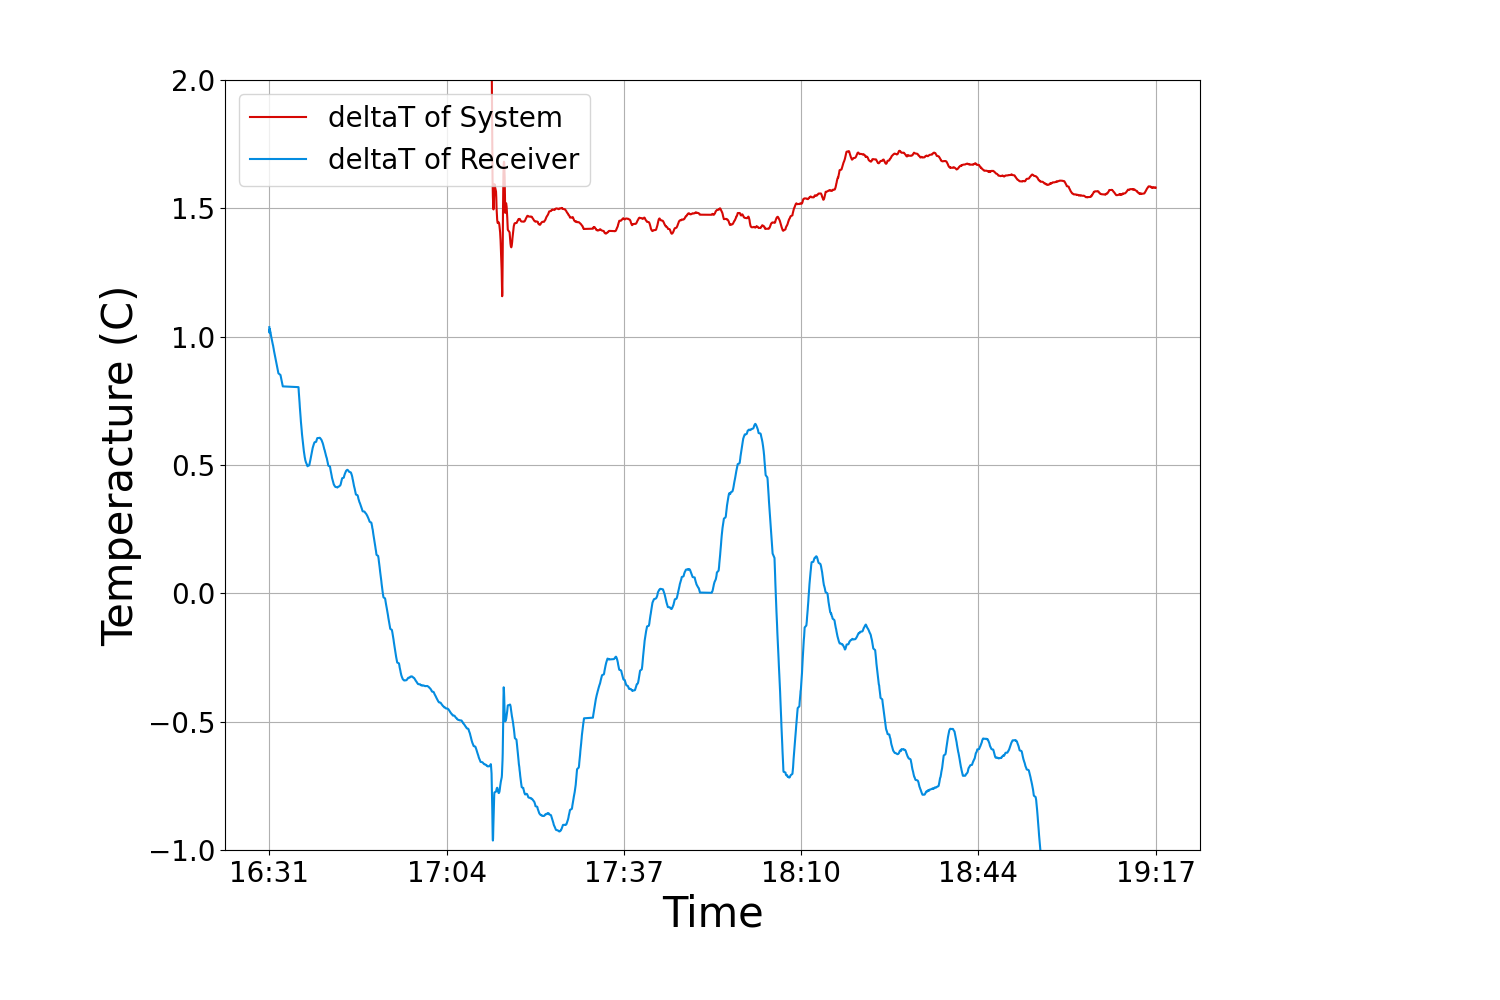 2.0
1.5
1.0
0.5
0.0
−0.5
−1.0
Temperacture (C)
deltaT of System
deltaT of Receiver
16:31 17:04 17:37 18:10 18:44 19:17
Time